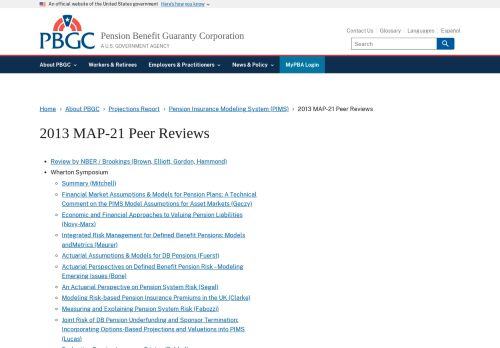 An official website of the United States government Here's how you know
PBGC
Pension Benefit Guaranty Corporation
A U.S. GOVERNMENT AGENCY
Contact Us Glossary Languages Español
Search
About PBGC Workers & Retirees Employers & Practitioners News & Policy MyPBA Login
Home › About PBGC › Projections Report › Pension Insurance Modeling System (PIMS) › 2013 MAP-21 Peer Reviews
2013 MAP-21 Peer Reviews
Review by NBER / Brookings (Brown, Elliott, Gordon, Hammond)
Wharton Symposium
Summary (Mitchell)
Financial Market Assumptions & Models for Pension Plans: A Technical
Comment on the PIMS Model Assumptions for Asset Markets (Geczy)
Economic and Financial Approaches to Valuing Pension Liabilities
(Novy-Marx)
Integrated Risk Management for Defined Benefit Pensions: Models
andMetrics (Maurer)
Actuarial Assumptions & Models for DB Pensions (Fuerst)
Actuarial Perspectives on Defined Benefit Pension Risk - Modeling
Emerging Issues (Bone)
An Actuarial Perspective on Pension System Risk (Segal)
Modeling Risk-based Pension Insurance Premiums in the UK (Clarke)
Measuring and Explaining Pension System Risk (Fabozzi)
Joint Risk of DB Pension Underfunding and Sponsor Termination:
Incorporating Options-Based Projections and Valuations into PIMS
(Lucas)